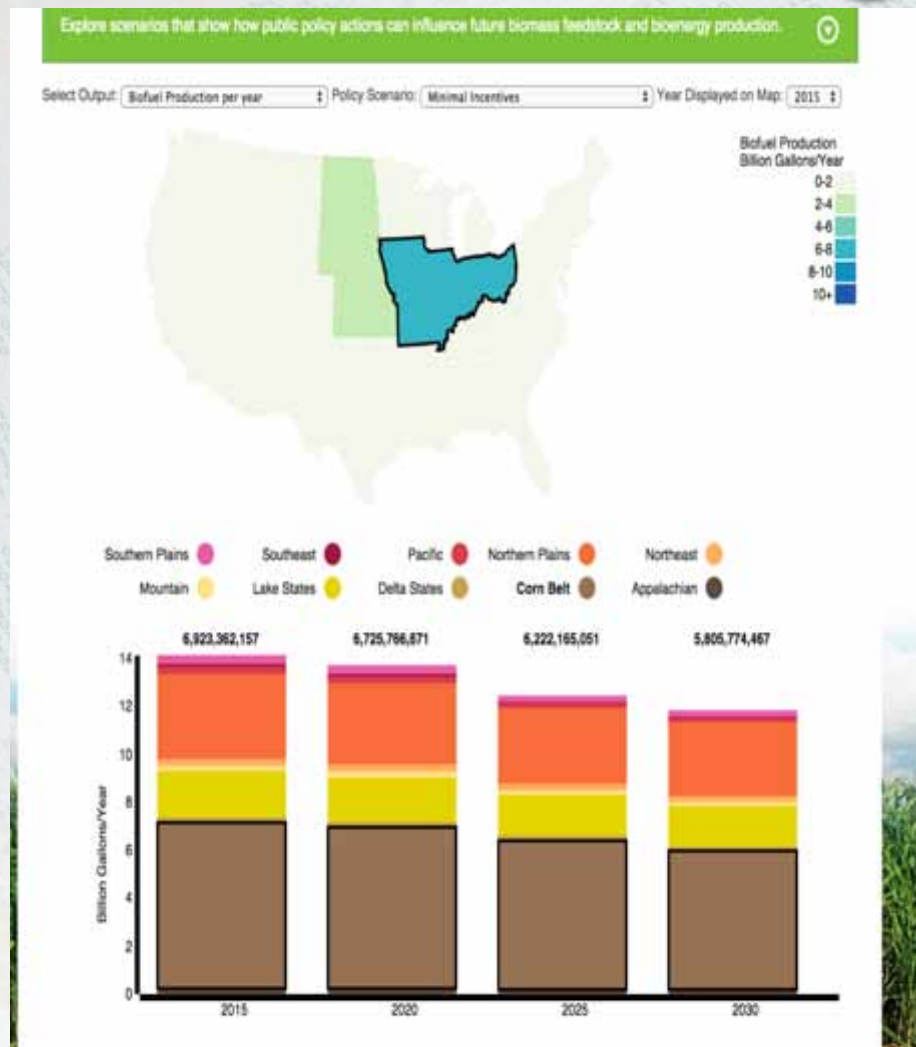 Explore scenarios that show how public policy actions can influence future biomass feedstock and bioenergy production.
Select Output: Biofuel Production per year Policy Scenario: Minimal Incentives Year Displayed on Map: 2015
Biofuel Production
Billion Gallons/Year
0-2
2-4
4-6
6-8
8-10
10+
Southern Plains Southeast Pacific Northern Plains Northeast
Mountain Lake States Delta States Corn Belt Appalachian
6,923,362,157 6,725,766,671 6,222,165,051 5,805,774,467
14
12
10
8
6
4
2
0
Billion Gallons/Year
2015 2020 2025 2030